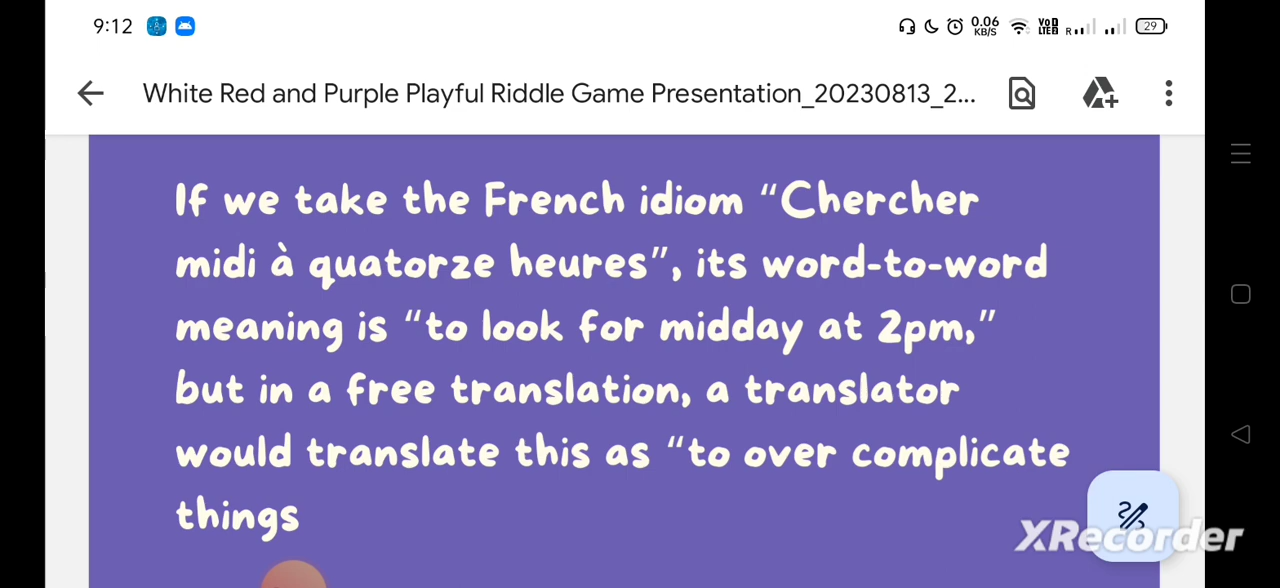 9:12 0.06 KB/S Vo) LTE R 29
White Red and Purple Playful Riddle Game Presentation_20230813_2...
If we take the French idiom “Chercher
midi à quatorze heures”, its word-to-word
meaning is “to look for midday at 2pm,”
but in a free translation, a translator
would translate this as “to over complicate
things
XRecorder